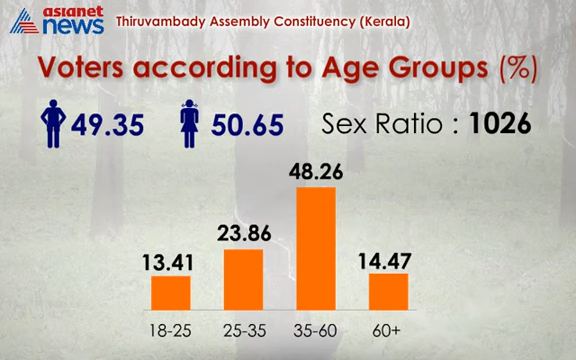 asianet
news
Thiruvambady Assembly Constituency (Kerala)
Voters according to Age Groups (%)
49.35 50.65 Sex Ratio : 1026
48.26
23.86
13.41 14.47
18-25 25-35 35-60 60+